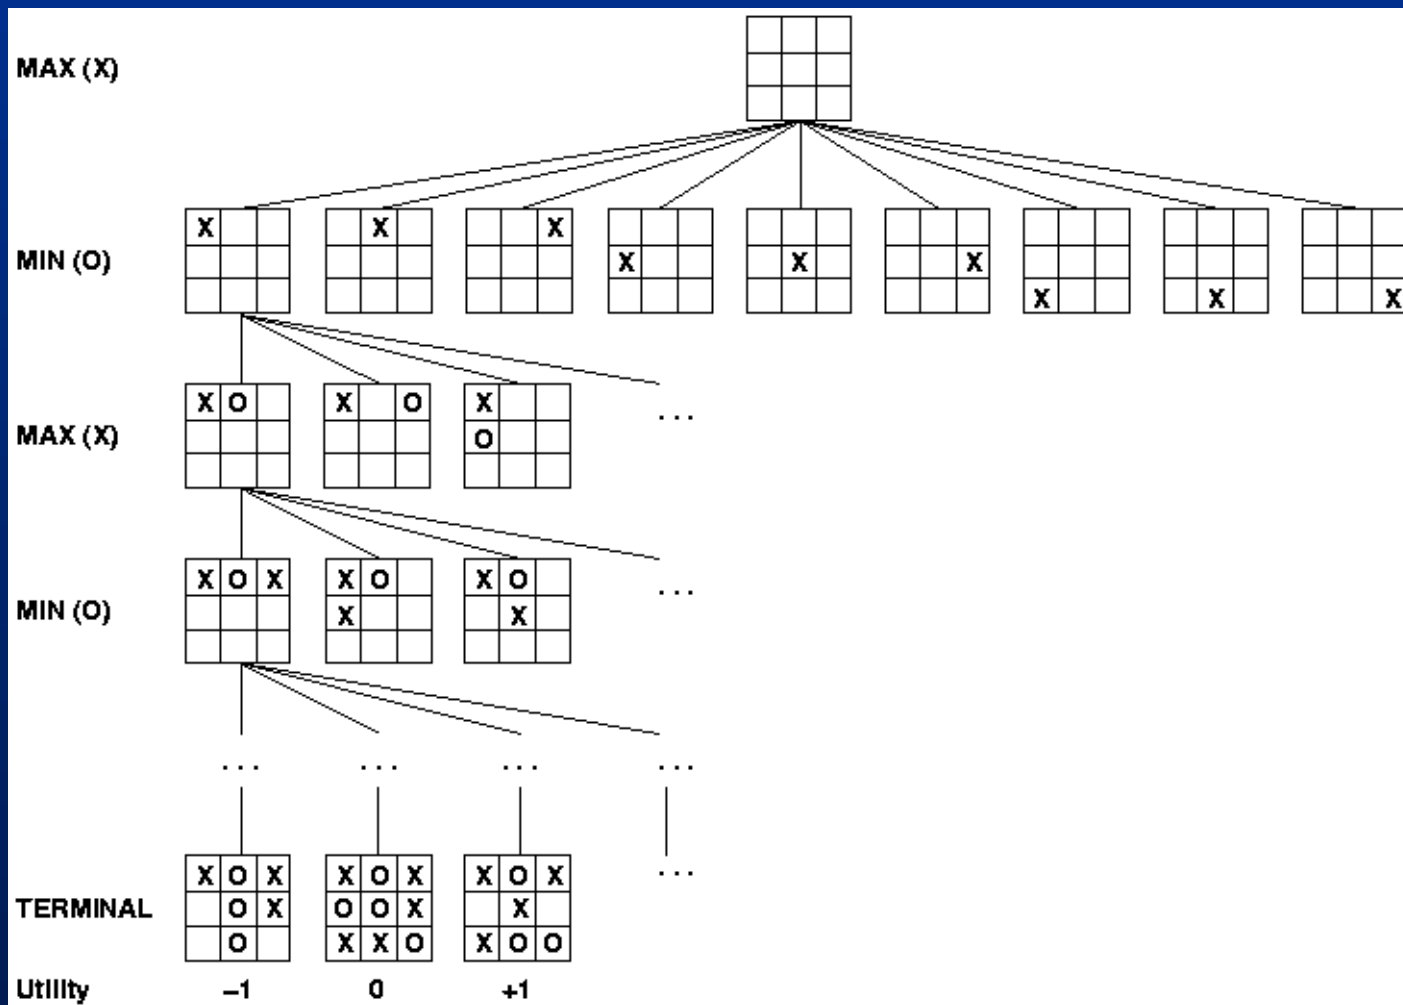 MAX (X)
X X X X X X X X X
MIN (O)
X O X O X
MAX (X)
O
...
X O X X O X O
MIN (O)
X X
...
... ... ... ...
X O X X O X X O X
...
TERMINAL
O X O O X X
O X X O X O O
Utility –1 0 +1